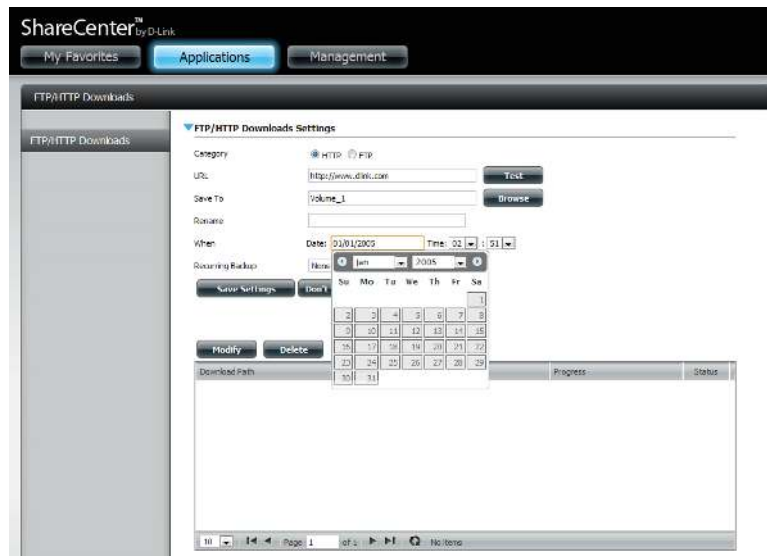 ShareCenter™ by D-Link
My Favorites Applications Management
FTP/HTTP Downloads
FTP/HTTP Downloads
FTP/HTTP Downloads Settings
Category HTTP FTP
URL http://www.dlink.com Test
Save To Volume_1 Browse
Rename
When Date: 01/01/2005 Time: 02 : 51
Recurring Backup None
Jan 2005
Save Settings Don't
Su Mo Tu We Th Fr Sa
1
2 3 4 5 6 7 8
9 10 11 12 13 14 15
16 17 18 19 20 21 22
23 24 25 26 27 28 29
30 31
Modify Delete
Download Path Progress Status
10 Page 1 of 1 No items